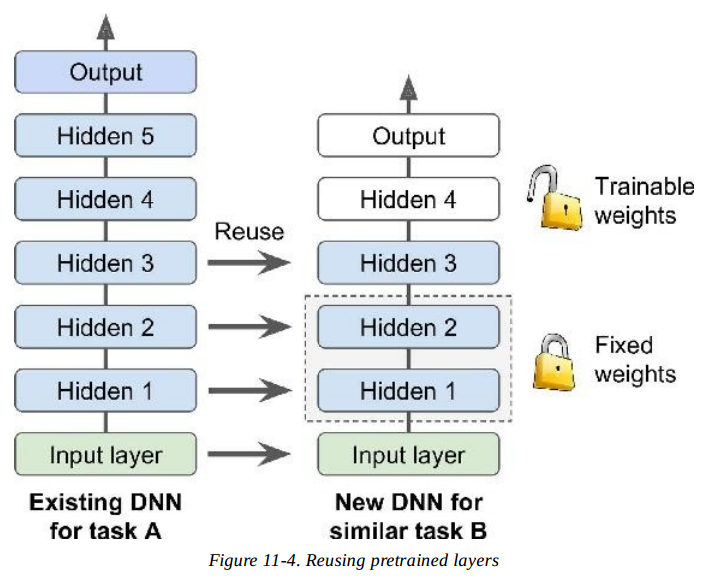 Output
Hidden 5
Hidden 4
Hidden 3
Hidden 2
Hidden 1
Input layer
Existing DNN
for task A
Reuse
Output
Hidden 4
Hidden 3
Hidden 2
Hidden 1
Input layer
New DNN for
similar task B
Trainable
weights
Fixed
weights
Figure 11-4. Reusing pretrained layers